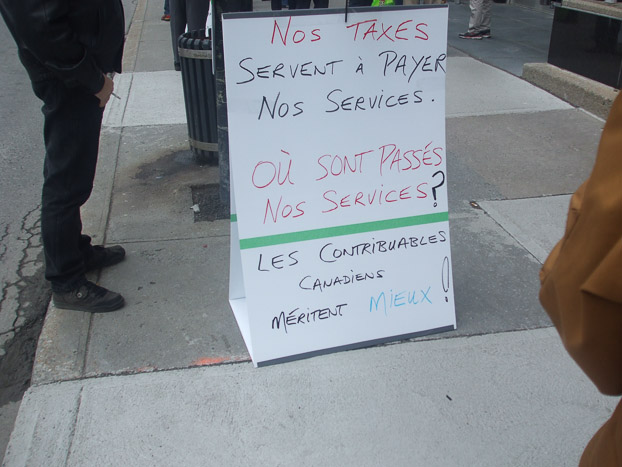 NOS TAXES
SERVENT À PAYER
NOS SERVICES.
OÙ SONT PASSÉS
NOS SERVICES?
LES CONTRIBUABLES
CANADIENS
MÉRITENT MIEUX!